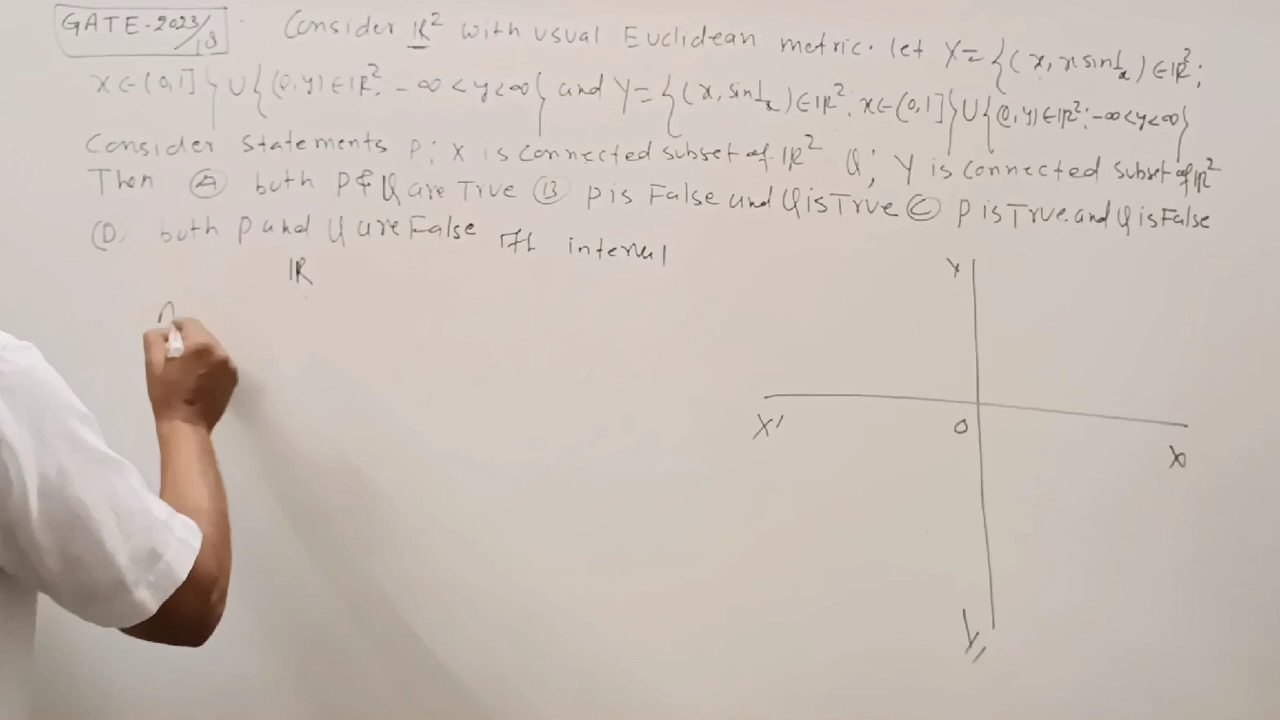 GATE-2023/18 Consider ℝ² with usual Euclidean metric. let X = {(x, x sin 1/x) ∈ ℝ²;
x ∈ (0,1]} ∪ {(0,y) ∈ ℝ²: -∞ < y < ∞} and Y = {(x, sin 1/x) ∈ ℝ²: x ∈ (0,1]} ∪ {(0,y) ∈ ℝ²: -∞ < y < ∞}
Consider Statements P: X is connected subset of ℝ² Q; Y is connected subset of ℝ²
Then (A) both P & Q are True (B) P is False and Q is True (C) P is True and Q is False
(D) both P and Q are False interval
ℝ
Y
X' O X
Y'